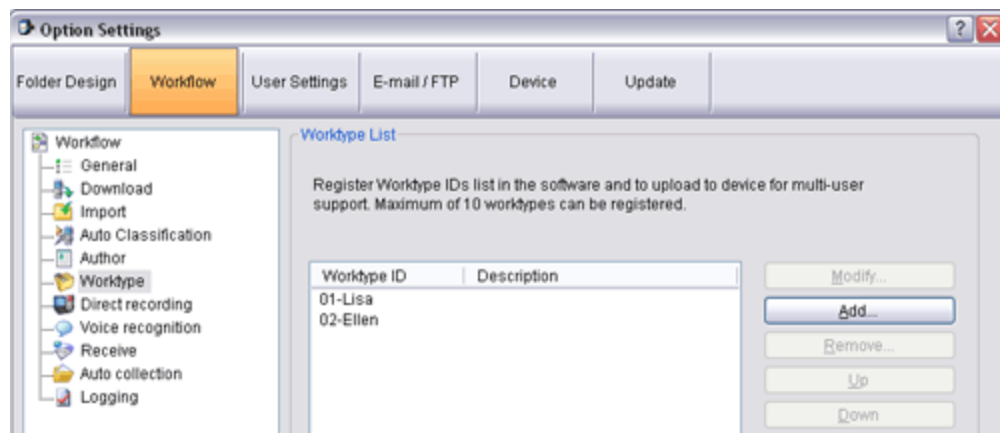 Option Settings
Folder Design Workflow User Settings E-mail / FTP Device Update
Workflow
General
Download
Import
Auto Classification
Author
Worktype
Direct recording
Voice recognition
Receive
Auto collection
Logging
Worktype List
Register Worktype IDs list in the software and to upload to device for multi-user
support. Maximum of 10 worktypes can be registered.
Worktype ID Description
01-Lisa
02-Ellen
Modify...
Add...
Remove...
Up
Down